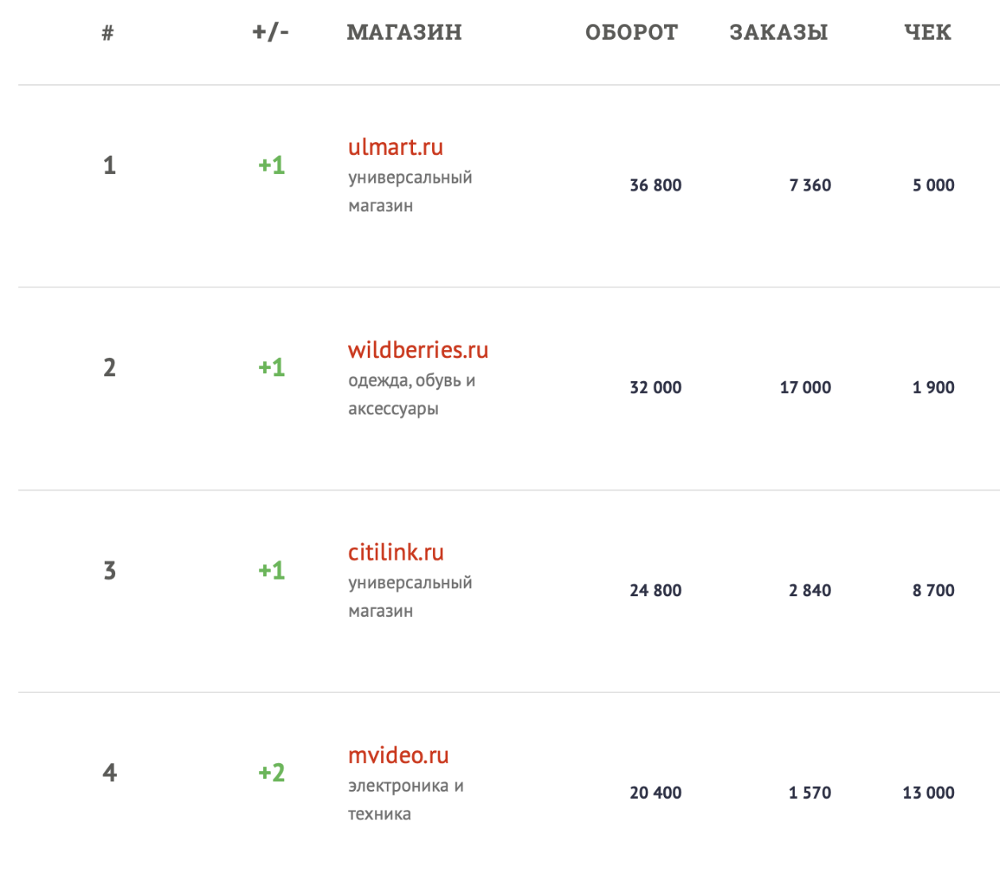 # +/- МАГАЗИН ОБОРОТ ЗАКАЗЫ ЧЕК
1 +1 ulmart.ru
универсальный
магазин
36 800 7 360 5 000
2 +1 wildberries.ru
одежда, обувь и
аксессуары
32 000 17 000 1 900
3 +1 citilink.ru
универсальный
магазин
24 800 2 840 8 700
4 +2 mvideo.ru
электроника и
техника
20 400 1 570 13 000